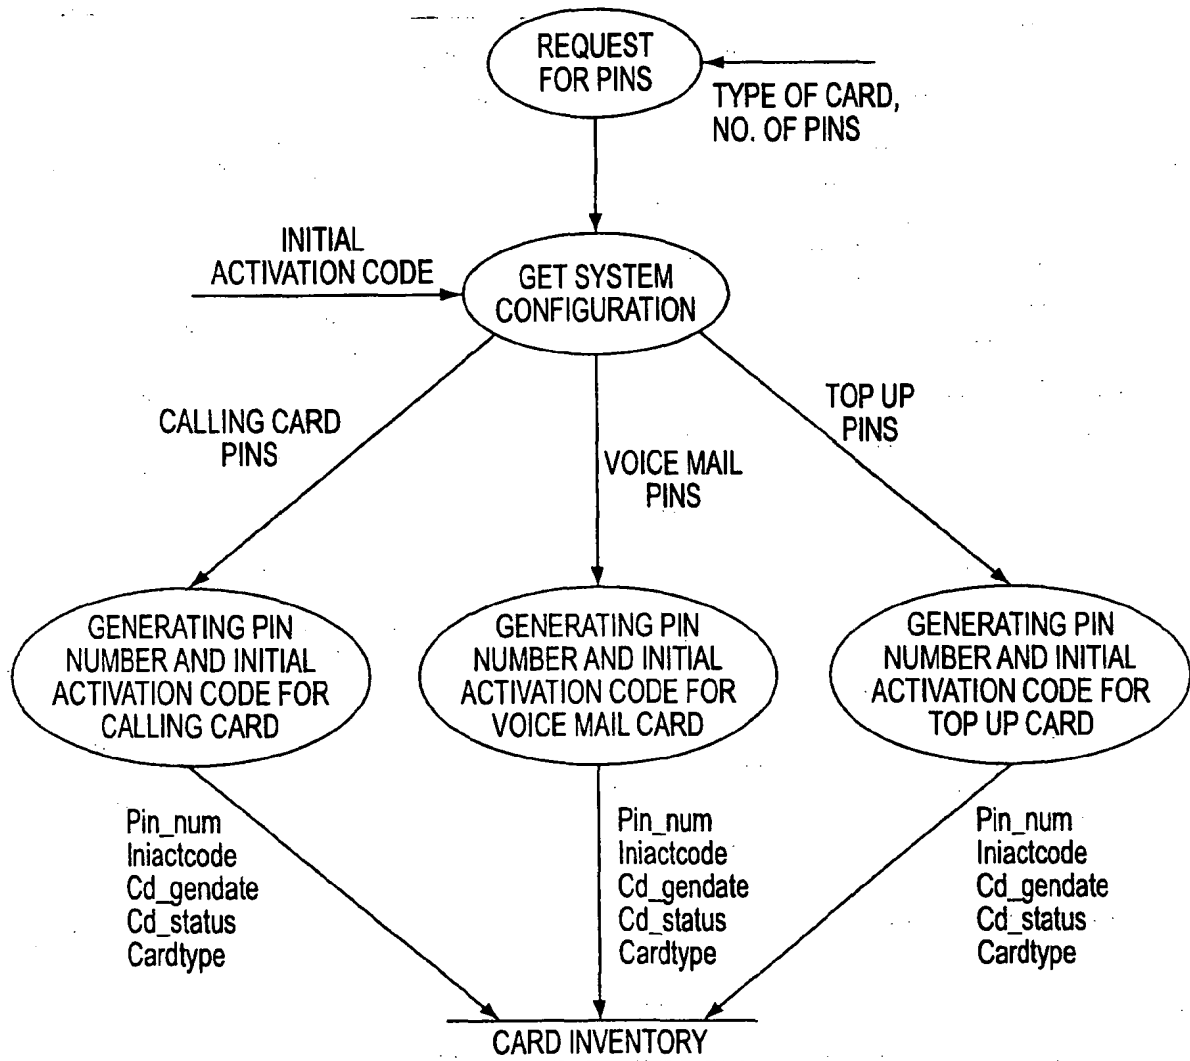 REQUEST
FOR PINS
TYPE OF CARD,
NO. OF PINS
INITIAL
ACTIVATION CODE
GET SYSTEM
CONFIGURATION
CALLING CARD
PINS
VOICE MAIL
PINS
TOP UP
PINS
GENERATING PIN
NUMBER AND INITIAL
ACTIVATION CODE FOR
CALLING CARD
GENERATING PIN
NUMBER AND INITIAL
ACTIVATION CODE FOR
VOICE MAIL CARD
GENERATING PIN
NUMBER AND INITIAL
ACTIVATION CODE FOR
TOP UP CARD
Pin_num
Iniactcode
Cd_gendate
Cd_status
Cardtype
Pin_num
Iniactcode
Cd_gendate
Cd_status
Cardtype
Pin_num
Iniactcode
Cd_gendate
Cd_status
Cardtype
CARD INVENTORY